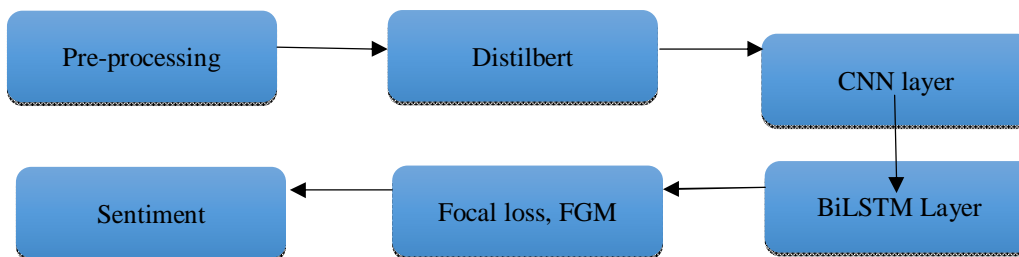 Pre-processing
Distilbert
CNN layer
BiLSTM Layer
Focal loss, FGM
Sentiment